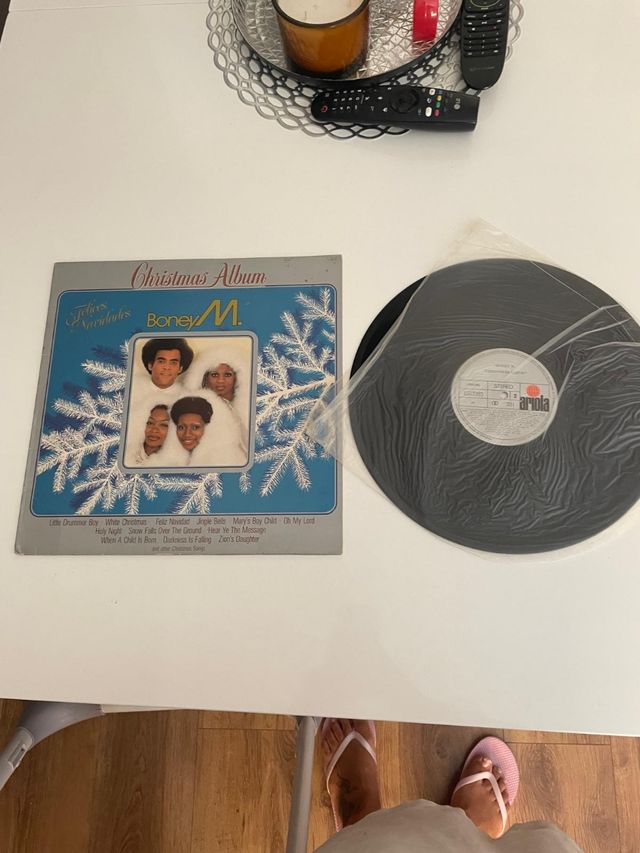 LG
Christmas Album
Felices
Navidades
Boney M.
Little Drummer Boy White Christmas Feliz Navidad Jingle Bells Mary's Boy Child Oh My Lord
Holy Night Snow Falls Over The Ground Hear Ye The Message
When A Child Is Born Darkness Is Falling Zion's Daughter
and other Christmas Songs
STEREO
ariola